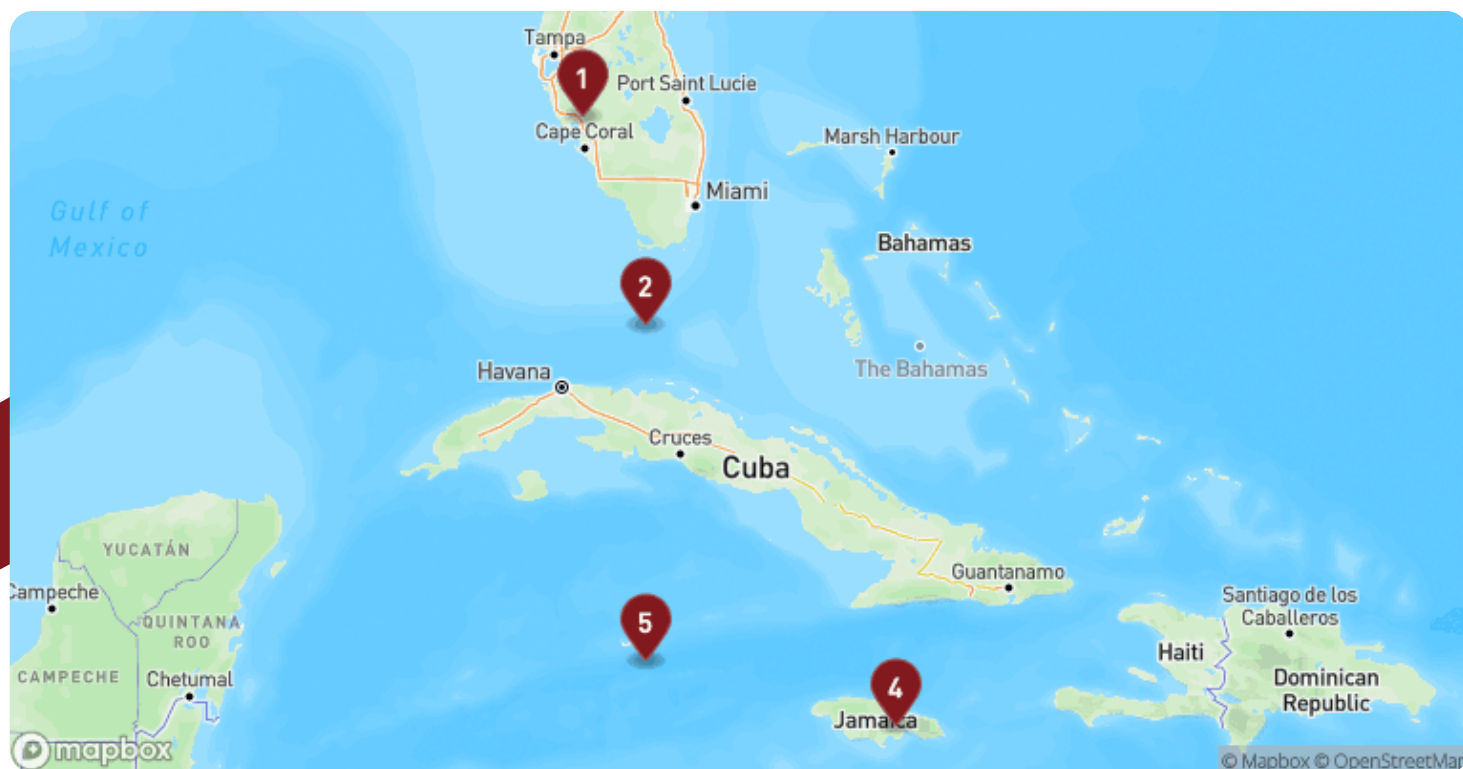 Tampa
1
Port Saint Lucie
Cape Coral
Marsh Harbour
Miami
Gulf of
Mexico
Bahamas
2
The Bahamas
Havana
Cruces
Cuba
YUCATÁN
Guantanamo
Campeche
Santiago de los
Caballeros
QUINTANA
ROO
5
Haiti
CAMPECHE
Chetumal
4
Dominican
Republic
Jamaica
mapbox
© Mapbox © OpenStreetMap